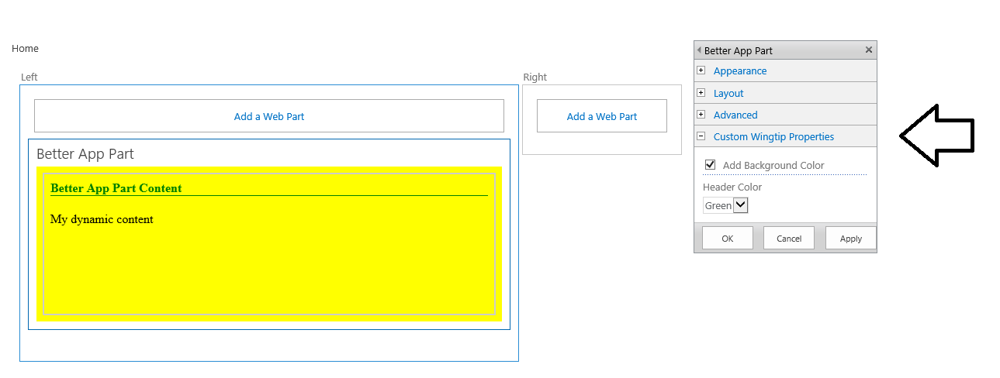 Home
Left
Add a Web Part
Better App Part
Better App Part Content
My dynamic content
Right
Add a Web Part
Better App Part
Appearance
Layout
Advanced
Custom Wingtip Properties
Add Background Color
Header Color
Green
OK Cancel Apply